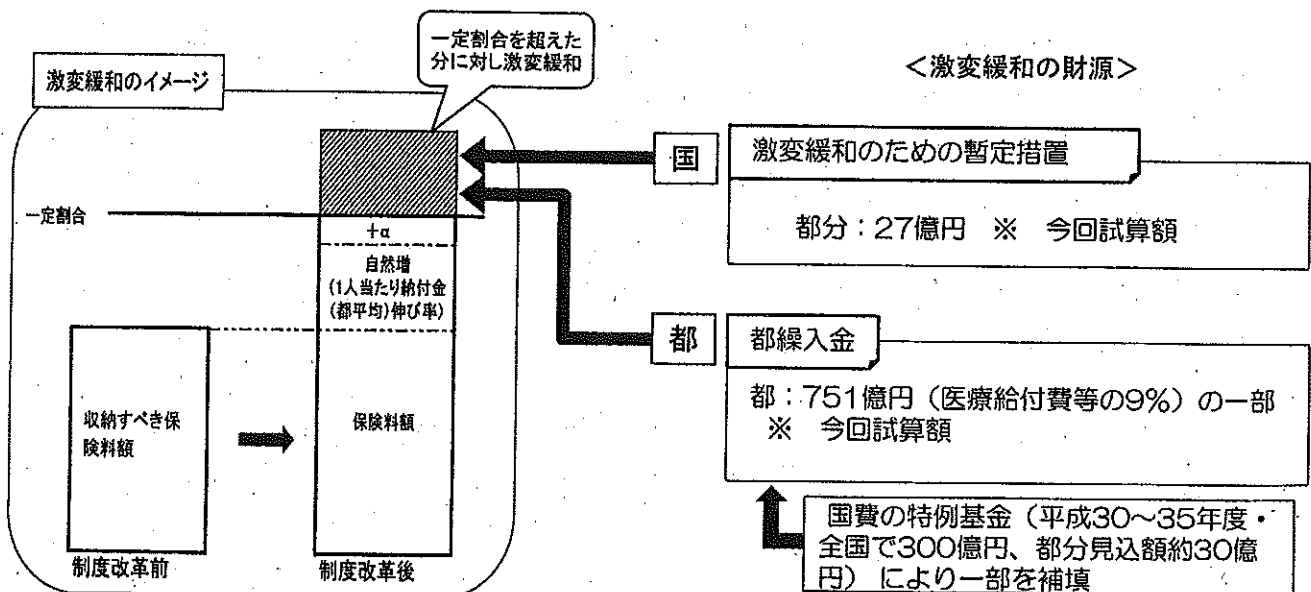 一定割合を超えた
分に対し激変緩和
激変緩和のイメージ
一定割合
+α
自然増
(1人当たり納付金
(都平均)伸び率)
収納すべき保
険料額
保険料額
制度改革前
制度改革後
＜激変緩和の財源＞
国
激変緩和のための暫定措置
都分：27億円　※　今回試算額
都
都繰入金
都：751億円（医療給付費等の9%）の一部
※　今回試算額
国費の特例基金（平成30～35年度・
全国で300億円、都分見込額約30億
円）により一部を補填